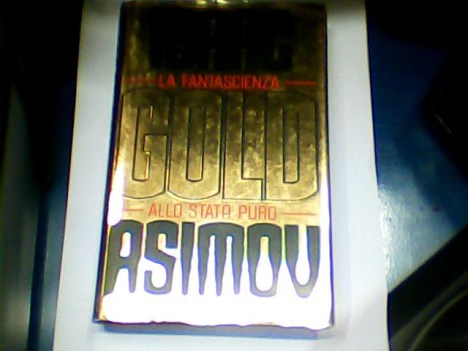 LA FANTASCIENZA
GOLD
ALLO STATO PURO
ASIMOV